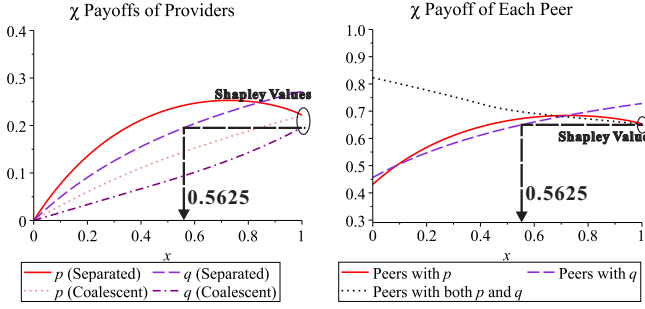 χ Payoffs of Providers
0.4
0.3
0.2
0.1
0
0
0.2
0.4
0.6
0.8
1
x
Shapley Values
0.5625
p (Separated)
q (Separated)
p (Coalescent)
q (Coalescent)
χ Payoff of Each Peer
1.0
0.9
0.8
0.7
0.6
0.5
0.4
0.3
0
0.2
0.4
0.6
0.8
1
x
Shapley Value
0.5625
Peers with p
Peers with q
Peers with both p and q